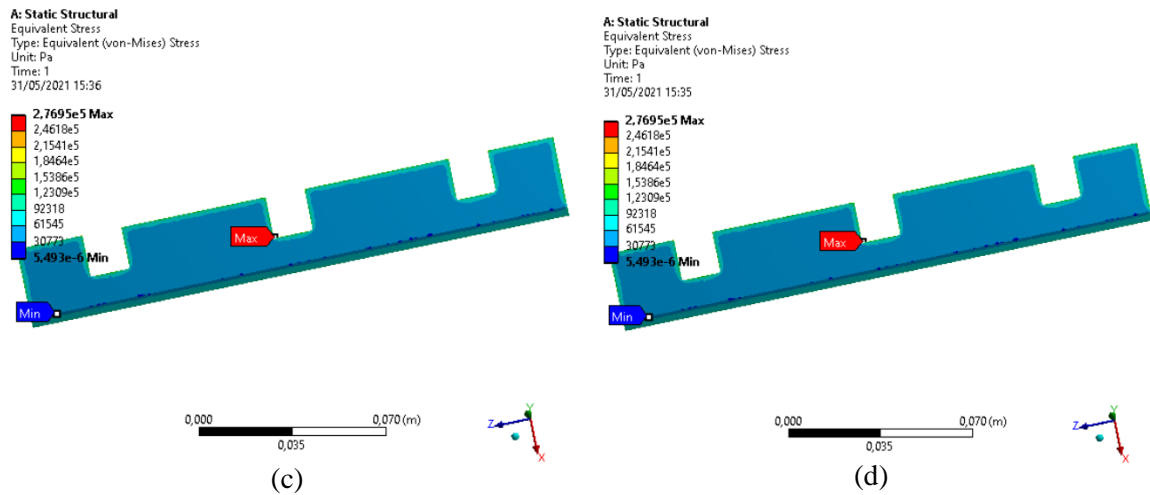 A: Static Structural
Equivalent Stress
Type: Equivalent (von-Mises) Stress
Unit: Pa
Time: 1
31/05/2021 15:36
2,7695e5 Max
2,4618e5
2,1541e5
1,8464e5
1,5386e5
1,2309e5
92318
61545
30773
5,493e-6 Min
Max
Min
0,000
0,070 (m)
0,035
Z
Y
X
(c)
A: Static Structural
Equivalent Stress
Type: Equivalent (von-Mises) Stress
Unit: Pa
Time: 1
31/05/2021 15:35
2,7695e5 Max
2,4618e5
2,1541e5
1,8464e5
1,5386e5
1,2309e5
92318
61545
30773
5,493e-6 Min
Max
Min
0,000
0,070 (m)
0,035
Z
Y
X
(d)